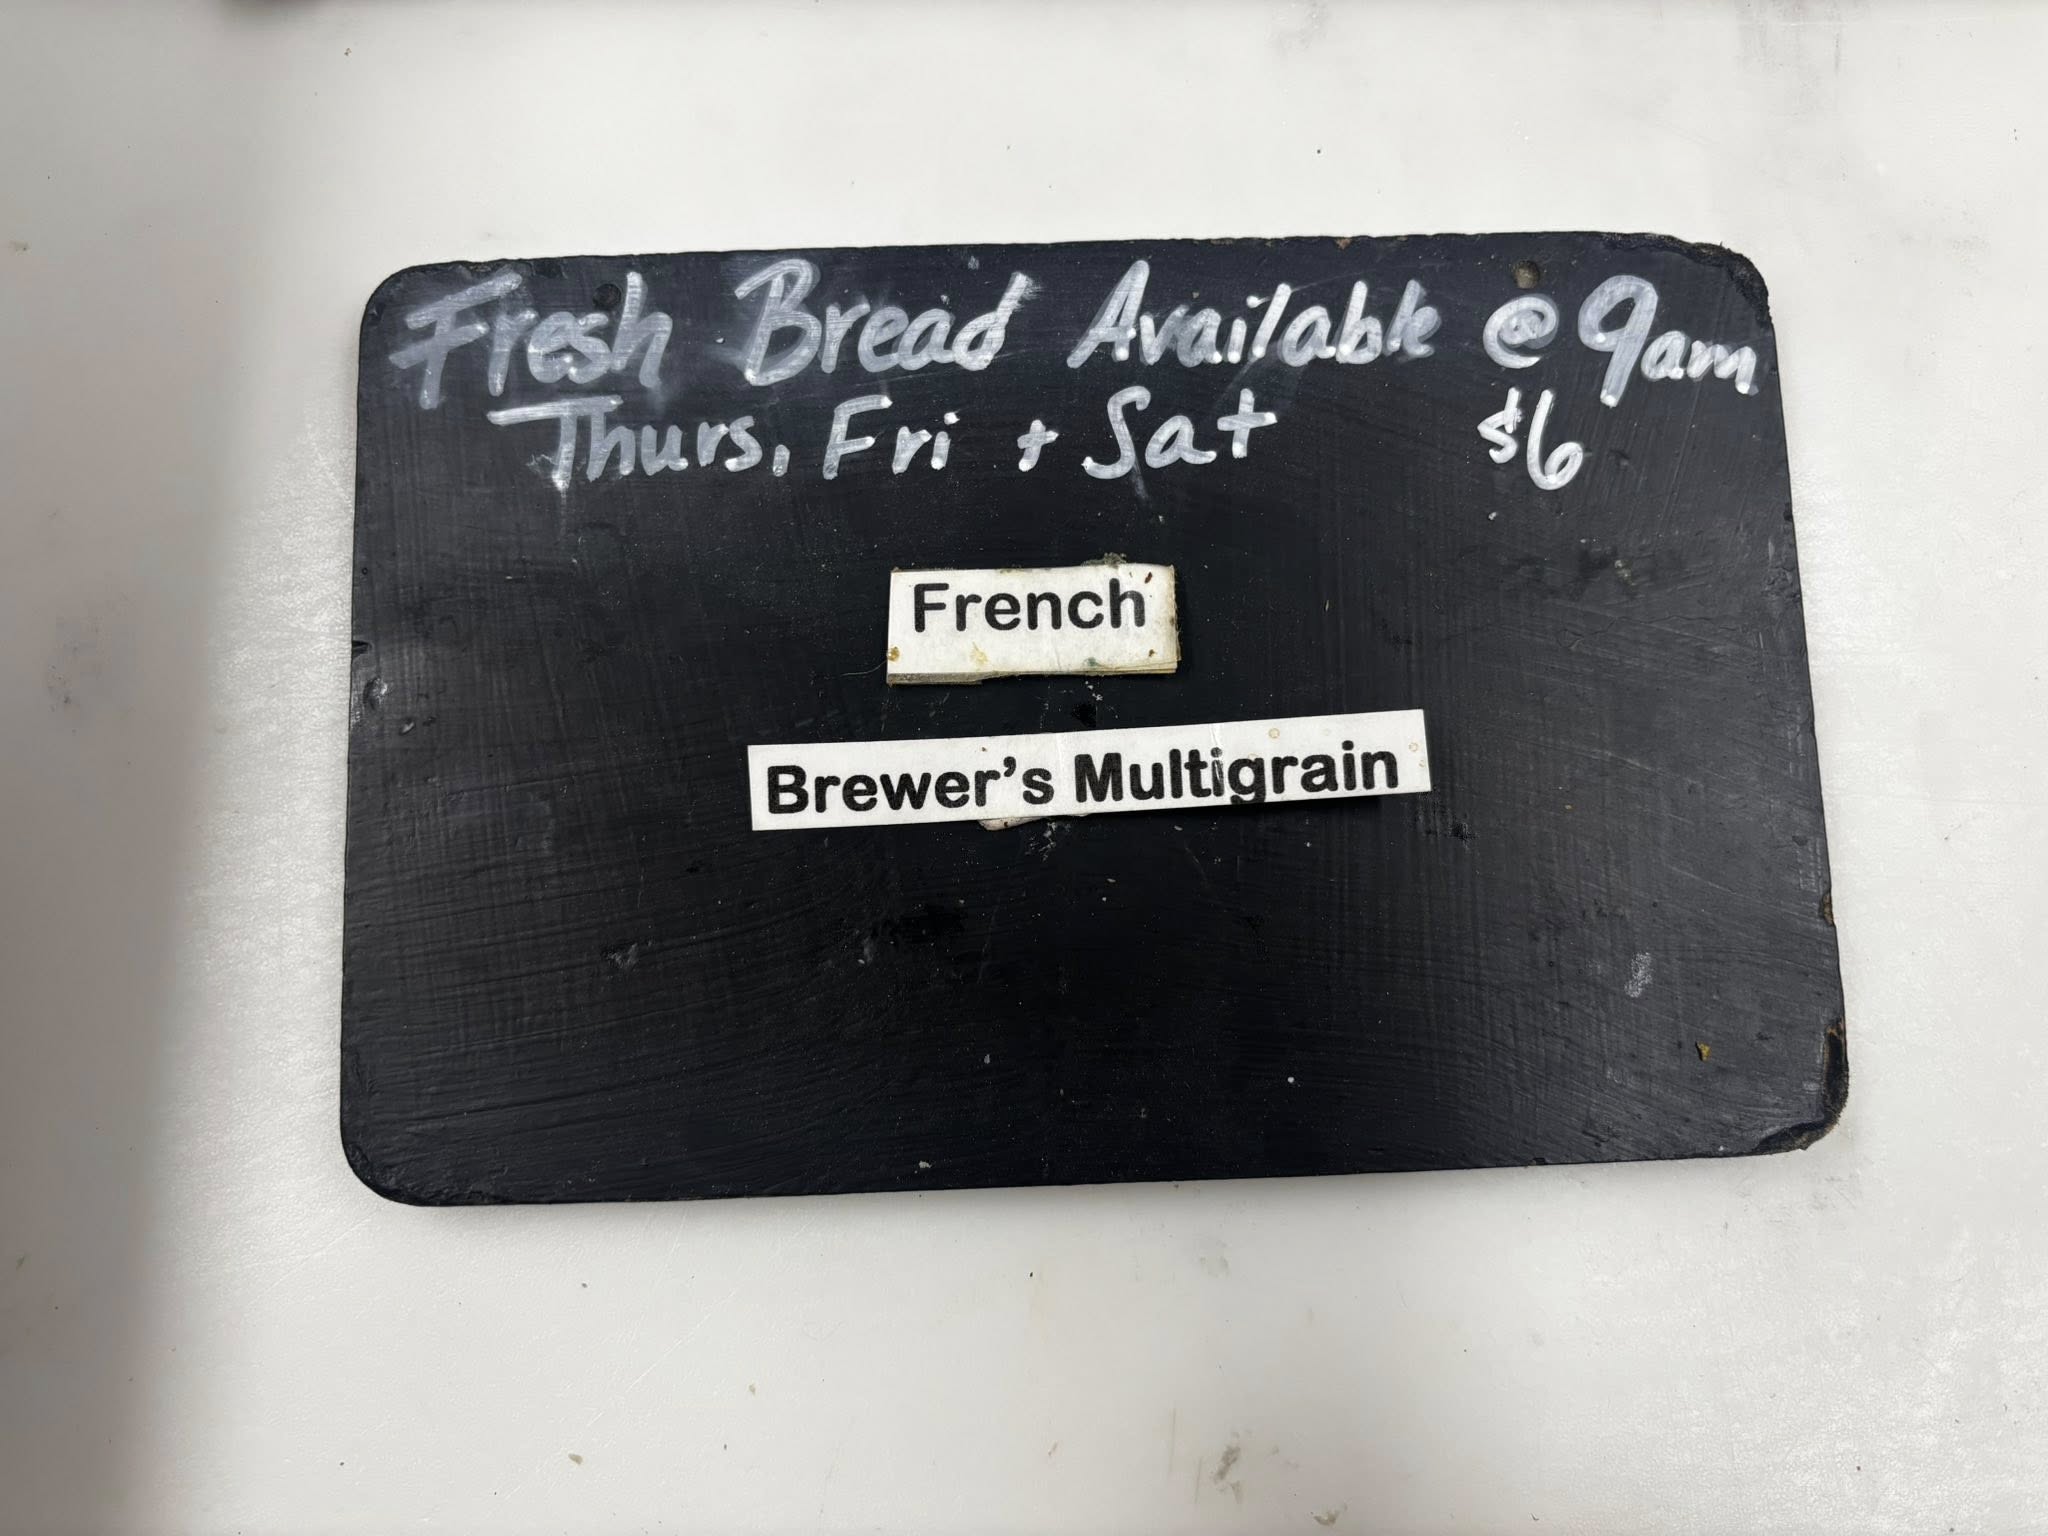 Fresh Bread Available @ 9am
Thurs, Fri + Sat $6
French
Brewer's Multigrain